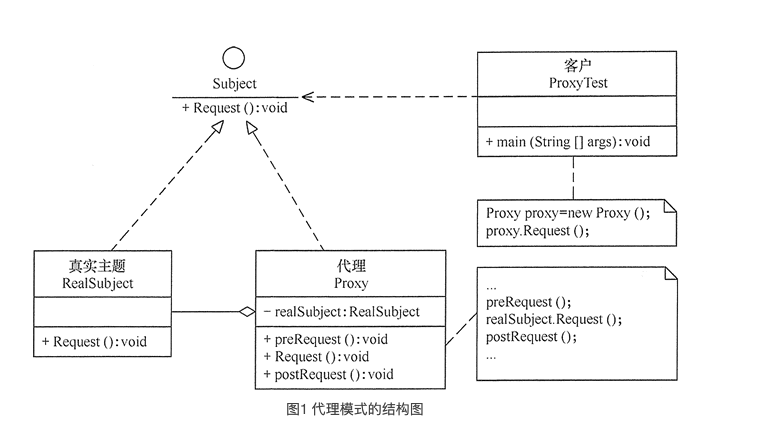 Subject
+ Request ():void
客户
ProxyTest
+ main (String [] args):void
Proxy proxy=new Proxy ();
proxy.Request ();
真实主题
RealSubject
+ Request ():void
代理
Proxy
− realSubject:RealSubject
+ preRequest ():void
+ Request ():void
+ postRequest ():void
...
preRequest ();
realSubject.Request ();
postRequest ();
...
图1 代理模式的结构图